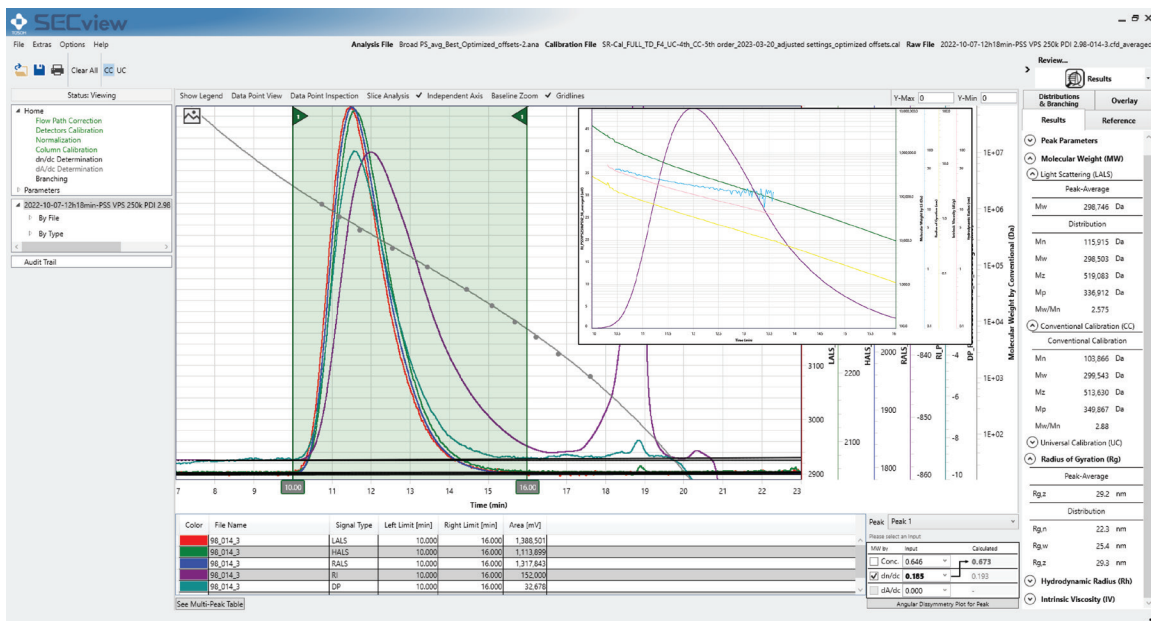 TOSOH SECview
File Extras Options Help
Analysis File Broad PS_avg_Best_Optimized_offsets-2.ana Calibration File SR-Cal_FULL_TD_F4_UC-4th_CC-5th order_2023-03-20_adjusted settings_optimized offsets.cal Raw File 2022-10-07-12h18min-PSS VPS 250k PDI 2.98-014-3.cfd_averaged
Clear All CC UC
Status: Viewing
Home
Flow Path Correction
Detectors Calibration
Normalization
Column Calibration
dn/dc Determination
dA/dc Determination
Branching
Parameters
2022-10-07-12h18min-PSS VPS 250k PDI 2.98
By File
By Type
Audit Trail
Show Legend Data Point View Data Point Inspection Slice Analysis Independent Axis Baseline Zoom Gridlines
Y-Max 0 Y-Min 0
1 1
1E+07
1E+06
1E+05
1E+04
1E+03
1E+02
Molecular Weight by Conventional (Da)
3100
3000
2900
LALS
2200
2100
HALS
2000
1900
1800
RALS
-840
-850
-860
RI_P
-4
-6
-8
-10
DP_P
7 8 9 10.00 11 12 13 14 15 16.00 17 18 19 20 21 22 23
Time (min)
Color File Name Signal Type Left Limit [min] Right Limit [min] Area [mV]
98_014_3 LALS 10.000 16.000 1,388,501
98_014_3 HALS 10.000 16.000 1,113,899
98_014_3 RALS 10.000 16.000 1,317,843
98_014_3 RI 10.000 16.000 152,000
98_014_3 DP 10.000 16.000 32,678
See Multi-Peak Table
Peak Peak 1
Please select an Input
MW by Input Calculated
Conc. 0.646 0.673
dn/dc 0.185 0.193
dA/dc 0.000 -
Angular Dissymmetry Plot for Peak
Review...
Results
Distributions & Branching Overlay
Results Reference
Peak Parameters
Molecular Weight (MW)
Light Scattering (LALS)
Peak-Average
Mw 298,746 Da
Distribution
Mn 115,915 Da
Mw 298,503 Da
Mz 519,083 Da
Mp 336,912 Da
Mw/Mn 2.575
Conventional Calibration (CC)
Conventional Calibration
Mn 103,866 Da
Mw 299,543 Da
Mz 513,630 Da
Mp 349,867 Da
Mw/Mn 2.88
Universal Calibration (UC)
Radius of Gyration (Rg)
Peak-Average
Rg,z 29.2 nm
Distribution
Rg,n 22.3 nm
Rg,w 25.4 nm
Rg,z 29.3 nm
Hydrodynamic Radius (Rh)
Intrinsic Viscosity (IV)